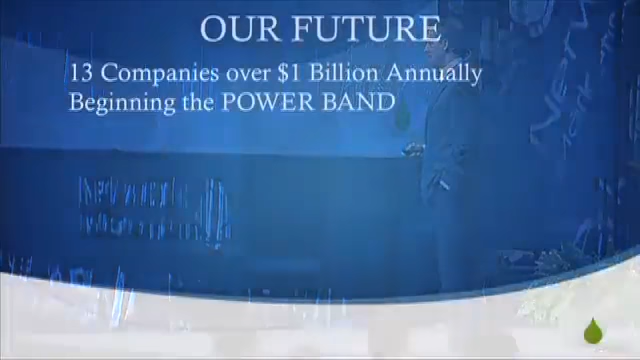 OUR FUTURE
13 Companies over $1 Billion Annually
Beginning the POWER BAND